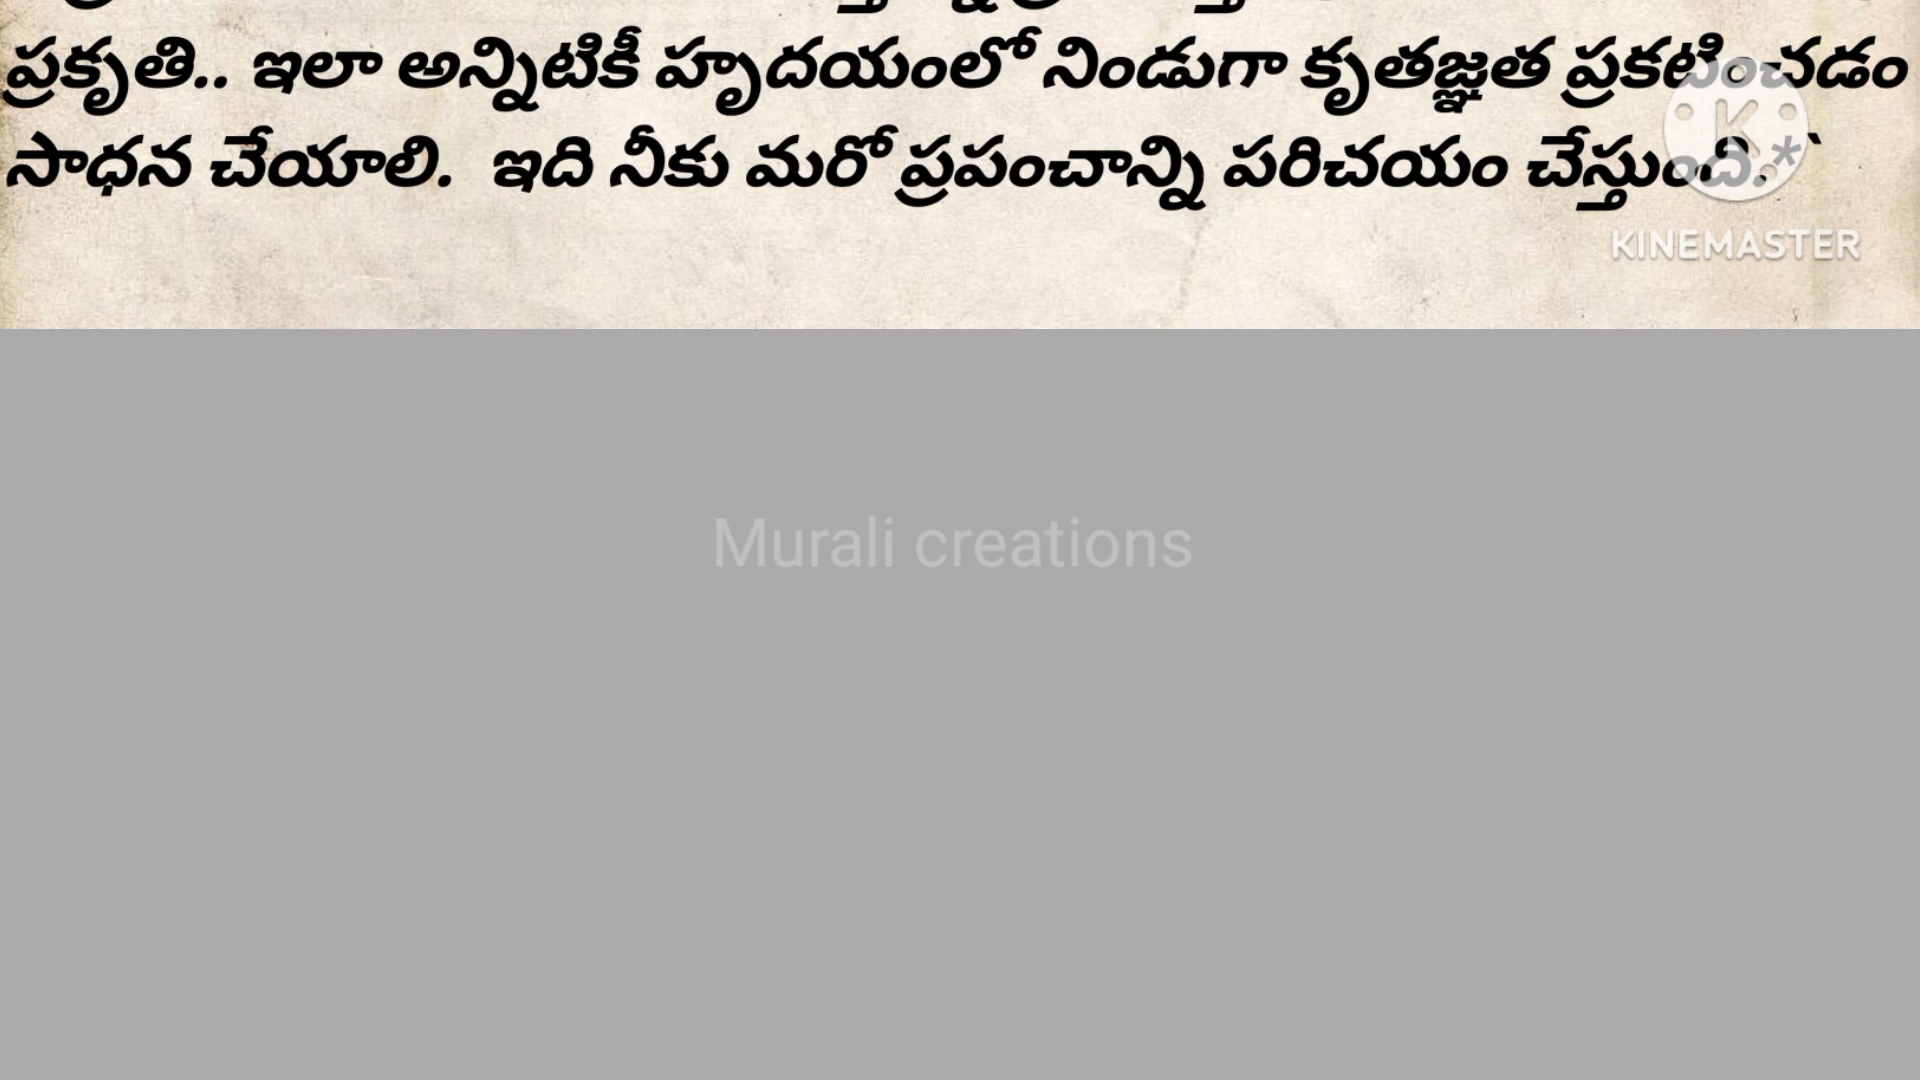 ప్రకృతి.. ఇలా అన్నిటికీ హృదయంలో నిండుగా కృతజ్ఞత ప్రకటించడం
సాధన చేయాలి. ఇది నీకు మరో ప్రపంచాన్ని పరిచయం చేస్తుంది.*`
K
KINEMASTER
Murali creations